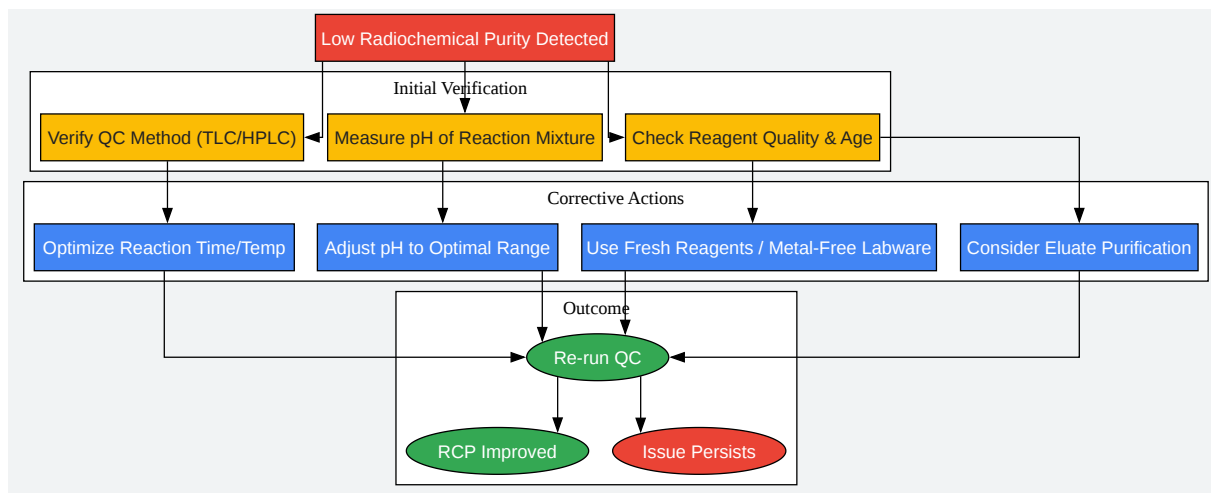 Low Radiochemical Purity Detected
Initial Verification
Verify QC Method (TLC/HPLC)
Measure pH of Reaction Mixture
Check Reagent Quality & Age
Corrective Actions
Optimize Reaction Time/Temp
Adjust pH to Optimal Range
Use Fresh Reagents / Metal-Free Labware
Consider Eluate Purification
Outcome
Re-run QC
RCP Improved
Issue Persists